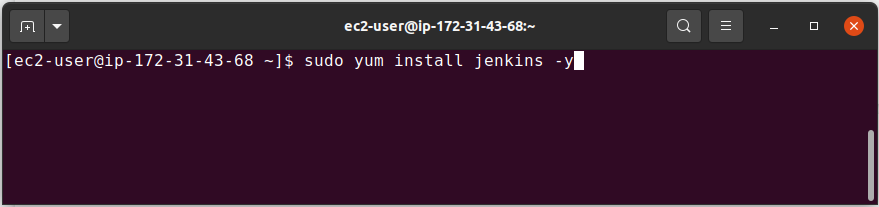 ec2-user@ip-172-31-43-68:~
[ec2-user@ip-172-31-43-68 ~]$ sudo yum install jenkins -y